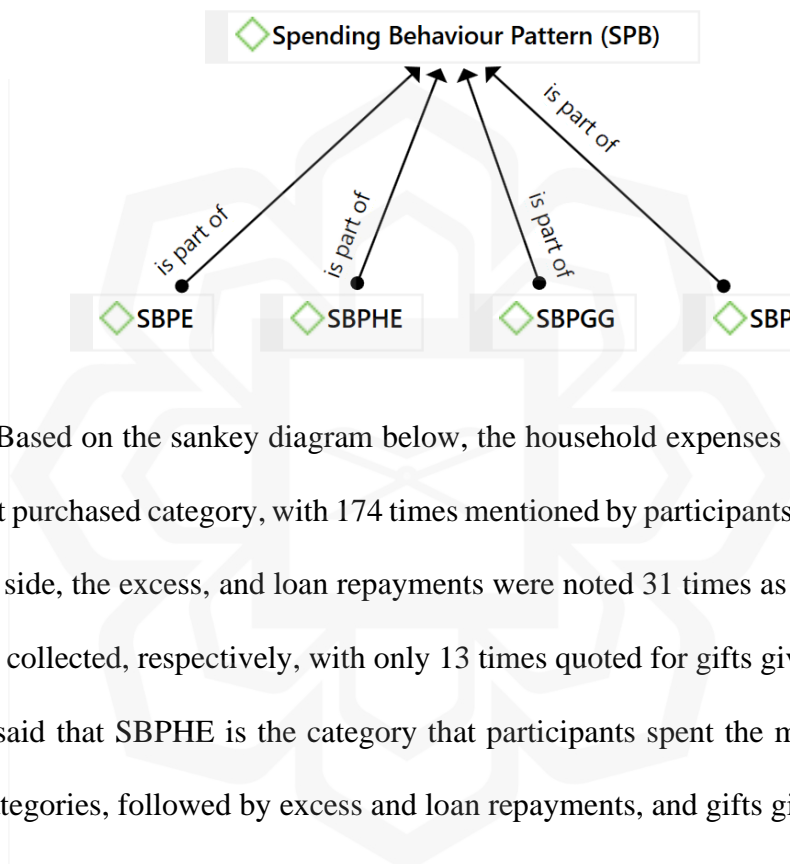 Spending Behaviour Pattern (SPB)
is part of
is part of
is part of
is part of
SBPE
SBPHE
SBPGG
SBP
Based on the sankey diagram below, the household expenses
t purchased category, with 174 times mentioned by participants
side, the excess, and loan repayments were noted 31 times as
collected, respectively, with only 13 times quoted for gifts giv
said that SBPHE is the category that participants spent the m
tegories, followed by excess and loan repayments, and gifts gi